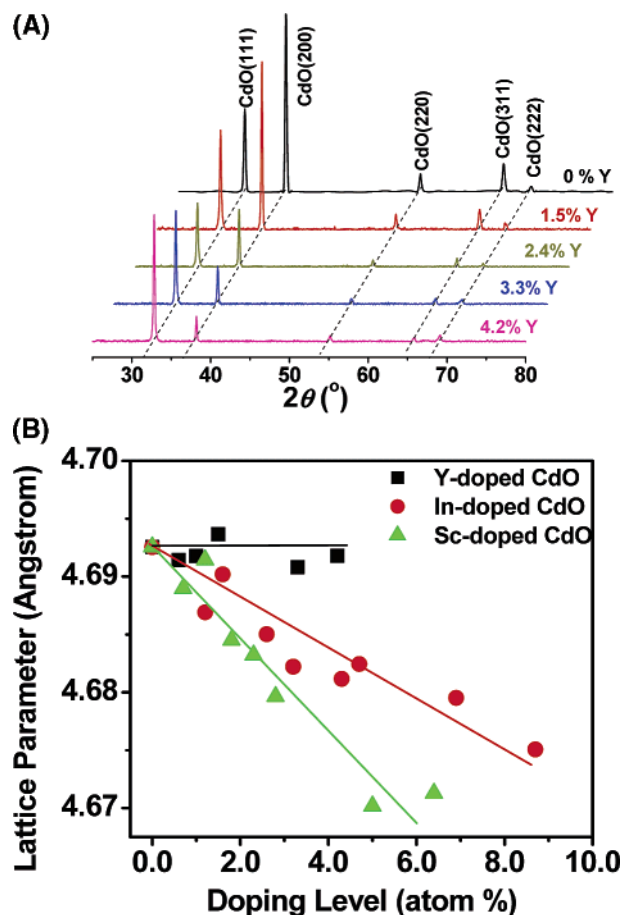 (A)
CdO(111)
CdO(200)
CdO(220)
CdO(311)
CdO(222)
0 % Y
1.5% Y
2.4% Y
3.3% Y
4.2% Y
30 40 50 60 70 80
2θ (°)
(B)
4.70
4.69
4.68
4.67
Lattice Parameter (Angstrom)
Y-doped CdO
In-doped CdO
Sc-doped CdO
0.0 2.0 4.0 6.0 8.0 10.0
Doping Level (atom %)